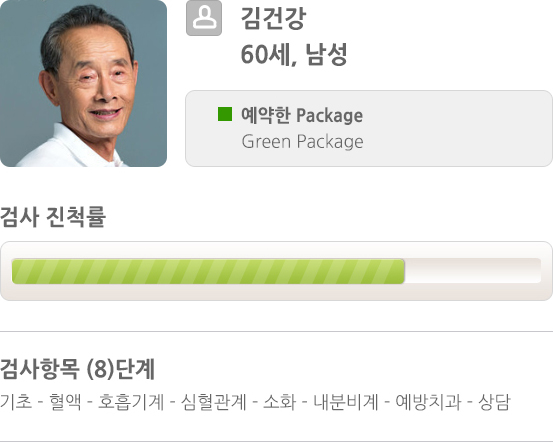 김건강
60세, 남성
예약한 Package
Green Package
검사 진척률
검사항목 (8)단계
기초 - 혈액 - 호흡기계 - 심혈관계 - 소화 - 내분비계 - 예방치과 - 상담